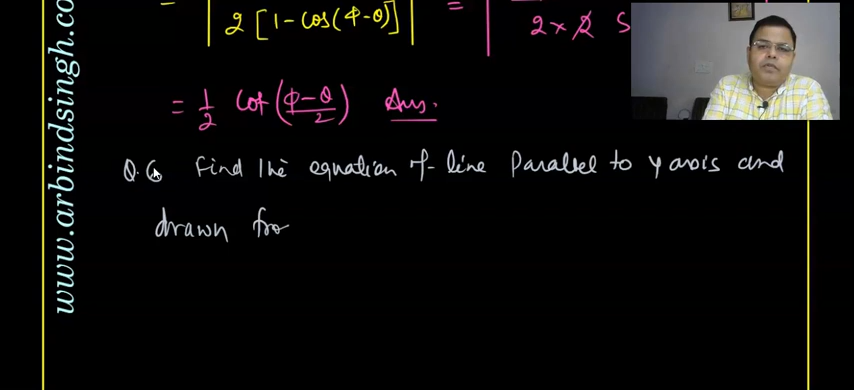 www.arbindsingh.co
=
2 [1-cos(φ-θ)]
=
2 × 2 S
= 1/2 cot (φ-θ/2) Ans.
Q.6 Find the equation of line Parallel to y axis and
drawn fro